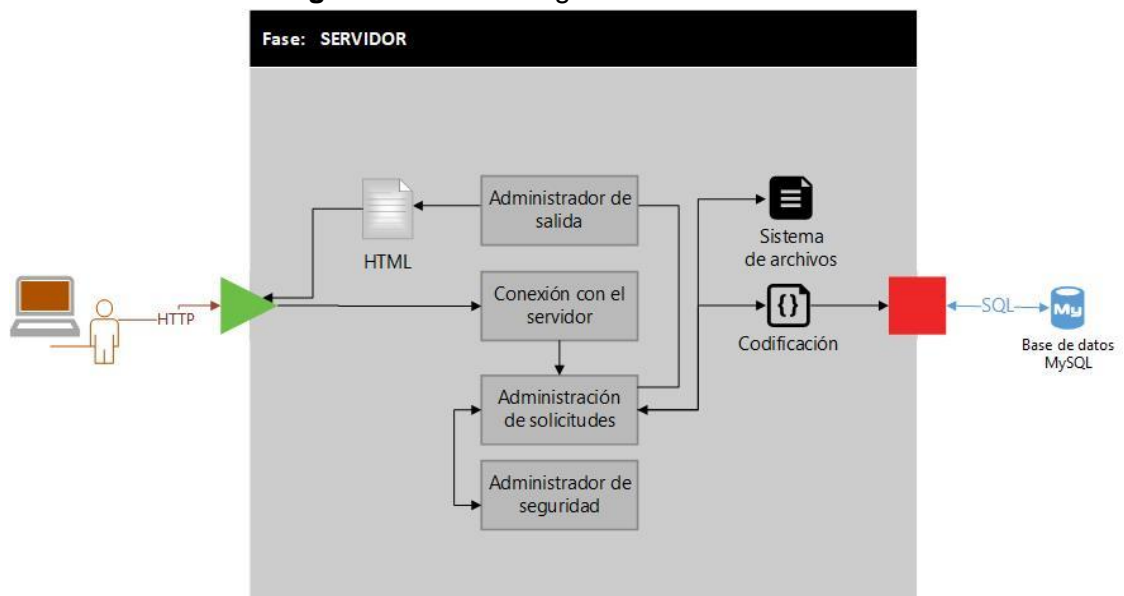 Fase: SERVIDOR
Administrador de
salida
HTML
Sistema
de archivos
Conexión con el
servidor
HTTP
Codificación
SQL
My
Base de datos
MySQL
Administración
de solicitudes
Administrador de
seguridad